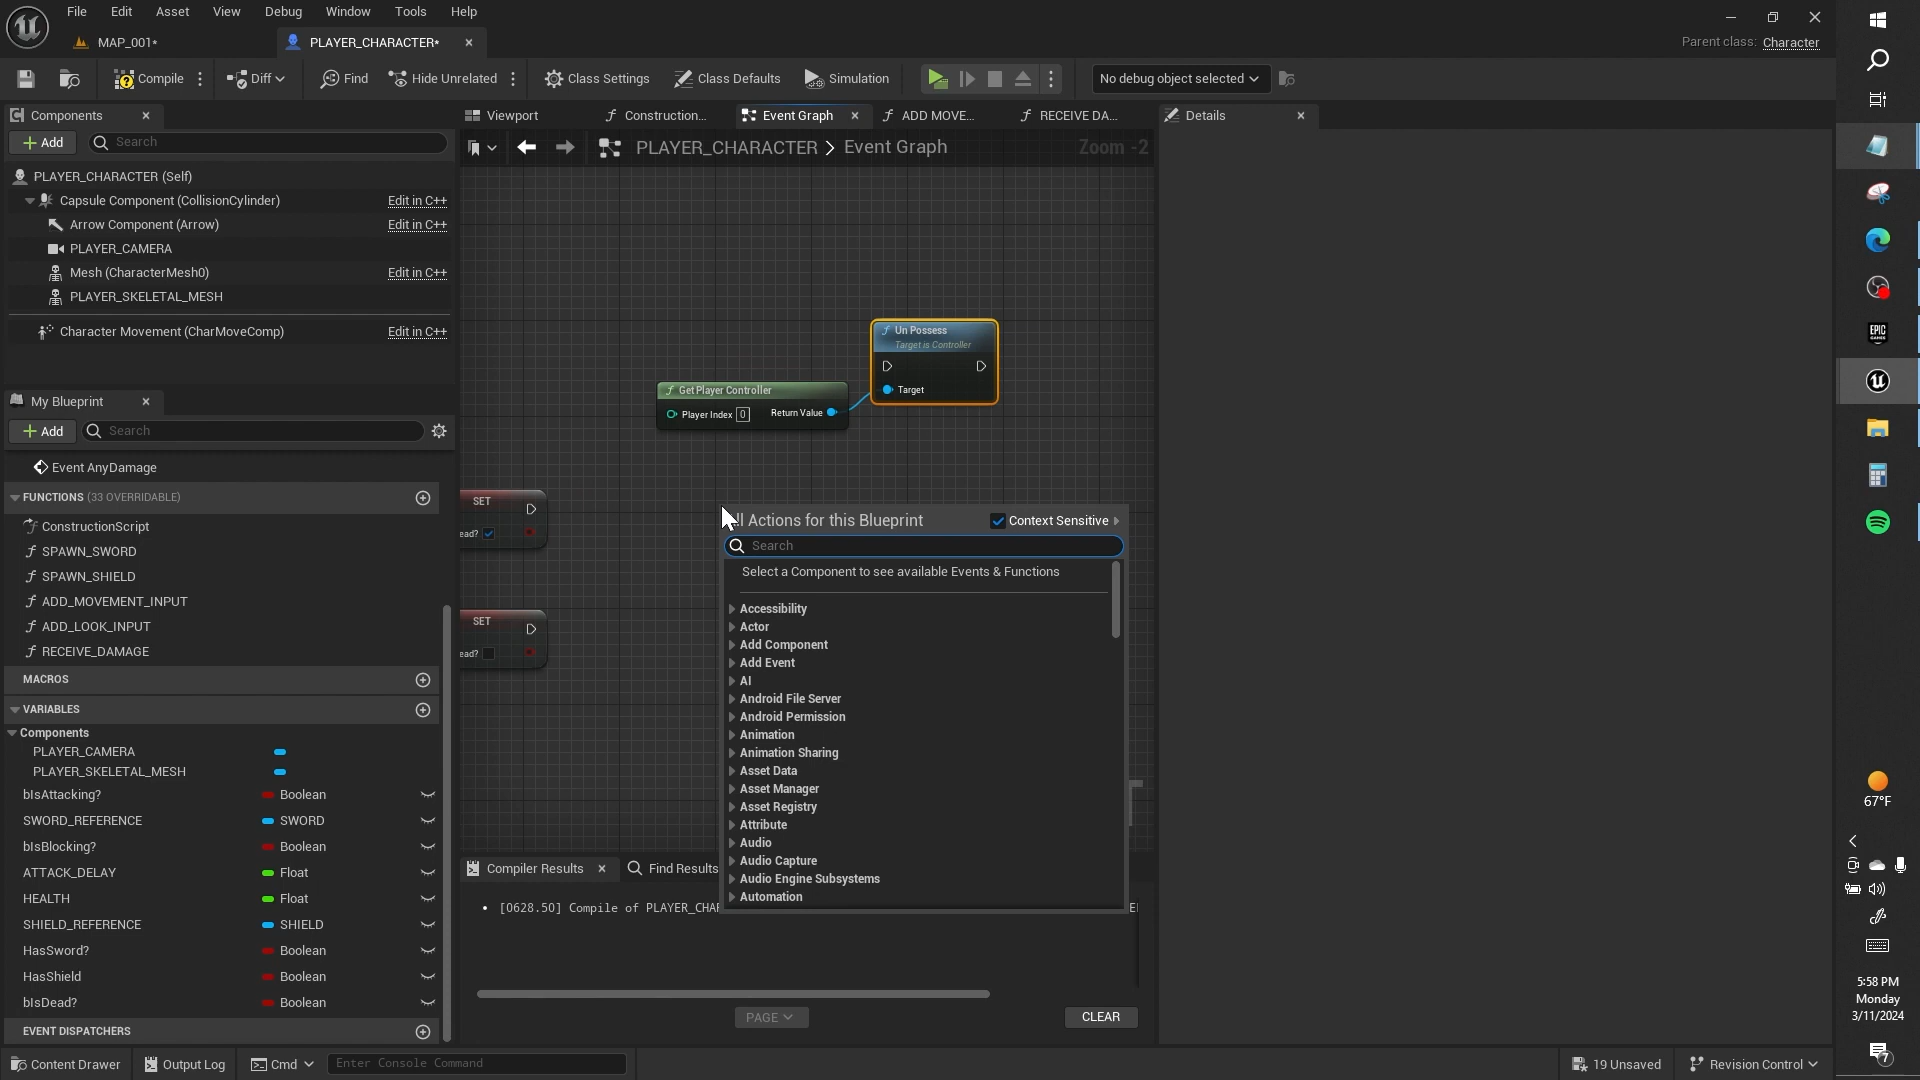 File Edit Asset View Debug Window Tools Help
MAP_001*
PLAYER_CHARACTER*
Parent class: Character
Compile
Diff
Find
Hide Unrelated
Class Settings
Class Defaults
Simulation
No debug object selected
Components
Add
Search
PLAYER_CHARACTER (Self)
Capsule Component (CollisionCylinder) Edit in C++
Arrow Component (Arrow) Edit in C++
PLAYER_CAMERA
Mesh (CharacterMesh0) Edit in C++
PLAYER_SKELETAL_MESH
Character Movement (CharMoveComp) Edit in C++
My Blueprint
Add
Search
Event AnyDamage
FUNCTIONS (33 OVERRIDABLE)
ConstructionScript
SPAWN_SWORD
SPAWN_SHIELD
ADD_MOVEMENT_INPUT
ADD_LOOK_INPUT
RECEIVE_DAMAGE
MACROS
VARIABLES
Components
PLAYER_CAMERA
PLAYER_SKELETAL_MESH
bIsAttacking? Boolean
SWORD_REFERENCE SWORD
bIsBlocking? Boolean
ATTACK_DELAY Float
HEALTH Float
SHIELD_REFERENCE SHIELD
HasSword? Boolean
HasShield Boolean
bIsDead? Boolean
EVENT DISPATCHERS
Viewport
Construction...
Event Graph
ADD MOVE...
RECEIVE DA...
PLAYER_CHARACTER > Event Graph
Zoom -2
Un Possess
Target is Controller
Target
Get Player Controller
Player Index 0 Return Value
SET
ead?
SET
ead?
ll Actions for this Blueprint
Context Sensitive
Search
Select a Component to see available Events & Functions
Accessibility
Actor
Add Component
Add Event
AI
Android File Server
Android Permission
Animation
Animation Sharing
Asset Data
Asset Manager
Asset Registry
Attribute
Audio
Audio Capture
Audio Engine Subsystems
Automation
Compiler Results
Find Results
[0628.50] Compile of PLAYER_CHA
PAGE
CLEAR
Details
EPIC
GAMES
67°F
5:58 PM
Monday
3/11/2024
7
Content Drawer
Output Log
Cmd
Enter Console Command
19 Unsaved
Revision Control